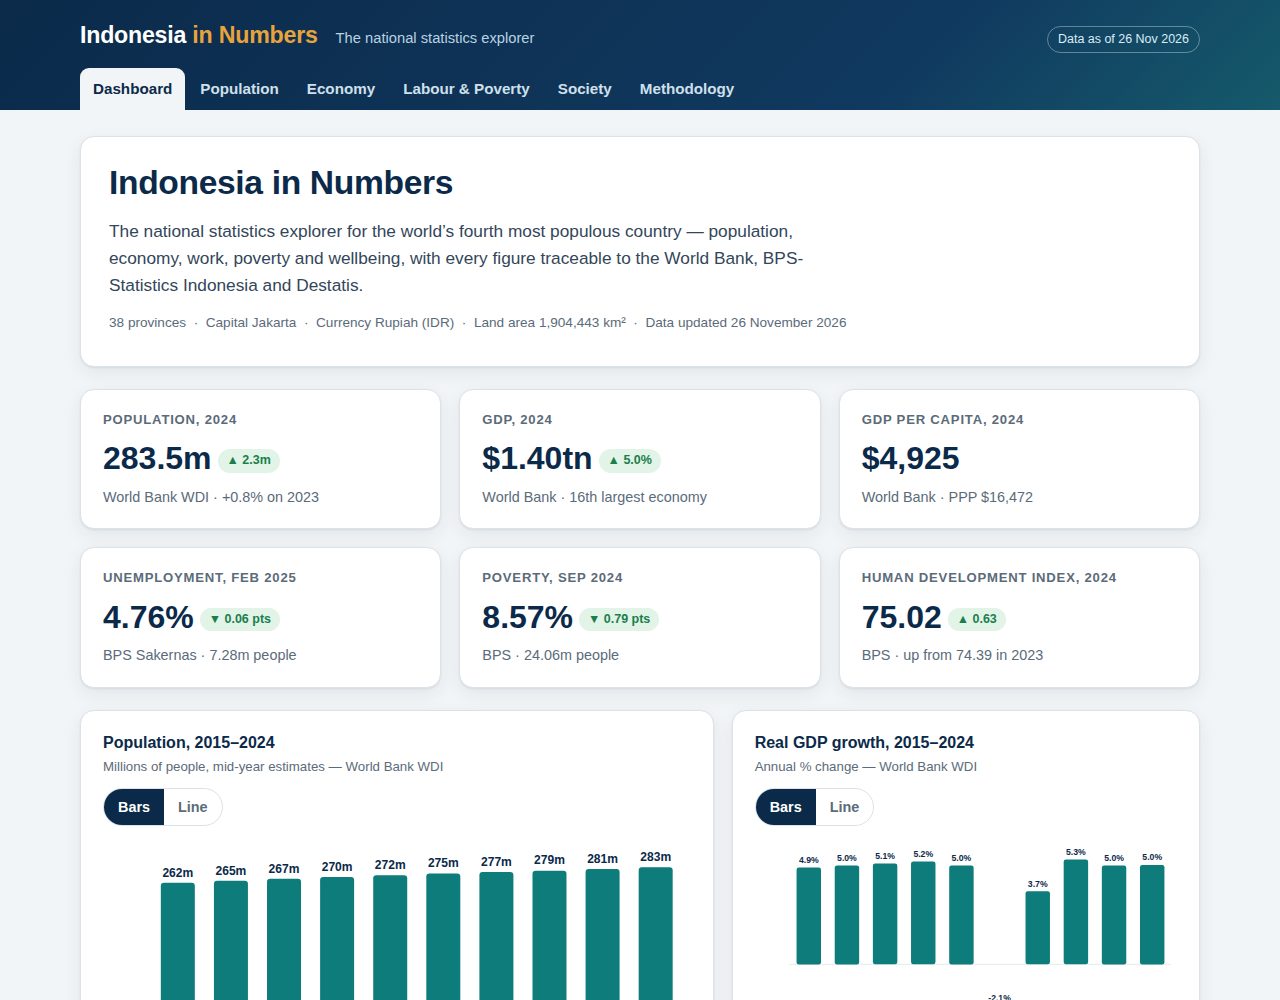 Indonesia in Numbers The national statistics explorer Data as of 26 Nov 2026
Dashboard Population Economy Labour & Poverty Society Methodology
Indonesia in Numbers
The national statistics explorer for the world’s fourth most populous country — population,
economy, work, poverty and wellbeing, with every figure traceable to the World Bank, BPS-
Statistics Indonesia and Destatis.
38 provinces · Capital Jakarta · Currency Rupiah (IDR) · Land area 1,904,443 km² · Data updated 26 November 2026
POPULATION, 2024
283.5m ▲ 2.3m
World Bank WDI · +0.8% on 2023
GDP, 2024
$1.40tn ▲ 5.0%
World Bank · 16th largest economy
GDP PER CAPITA, 2024
$4,925
World Bank · PPP $16,472
UNEMPLOYMENT, FEB 2025
4.76% ▼ 0.06 pts
BPS Sakernas · 7.28m people
POVERTY, SEP 2024
8.57% ▼ 0.79 pts
BPS · 24.06m people
HUMAN DEVELOPMENT INDEX, 2024
75.02 ▲ 0.63
BPS · up from 74.39 in 2023
Population, 2015–2024
Millions of people, mid-year estimates — World Bank WDI
Bars Line
262m 265m 267m 270m 272m 275m 277m 279m 281m 283m
Real GDP growth, 2015–2024
Annual % change — World Bank WDI
Bars Line
4.9% 5.0% 5.1% 5.2% 5.0% -2.1% 3.7% 5.3% 5.0% 5.0%